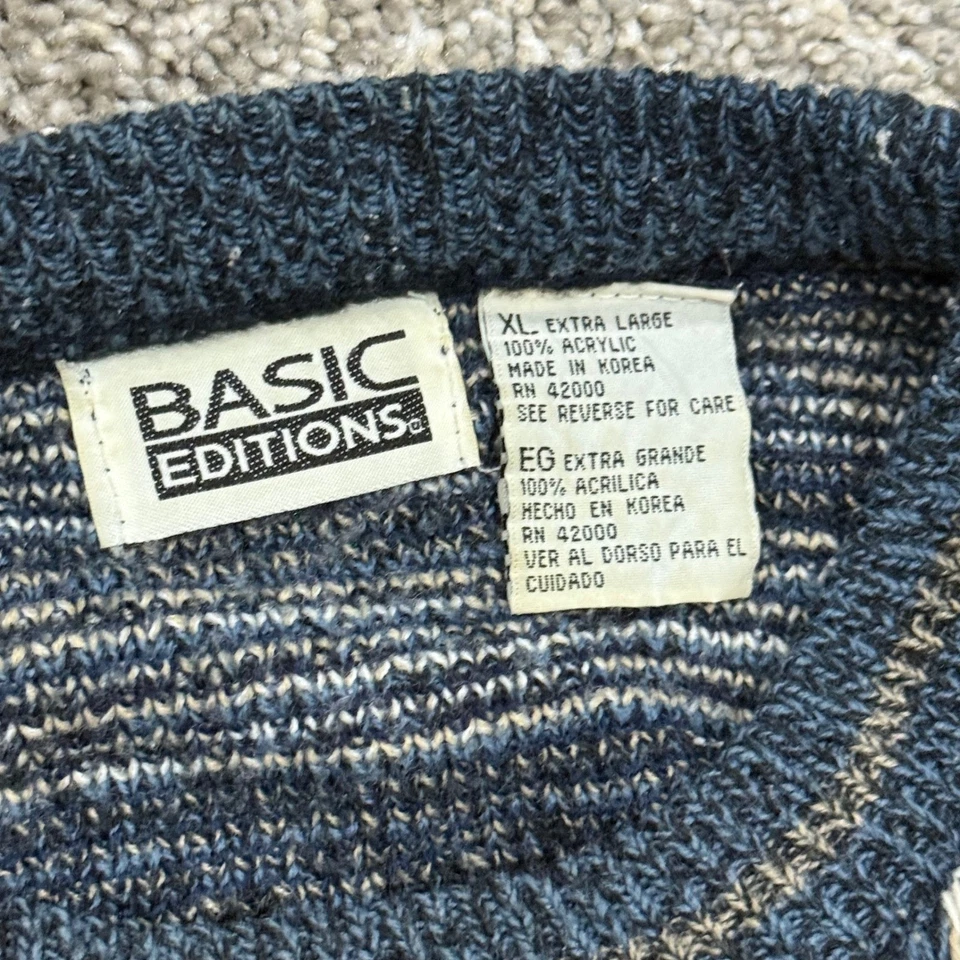 BASIC
EDITIONS®
XL EXTRA LARGE
100% ACRYLIC
MADE IN KOREA
RN 42000
SEE REVERSE FOR CARE
EG EXTRA GRANDE
100% ACRILICA
HECHO EN KOREA
RN 42000
VER AL DORSO PARA EL
CUIDADO